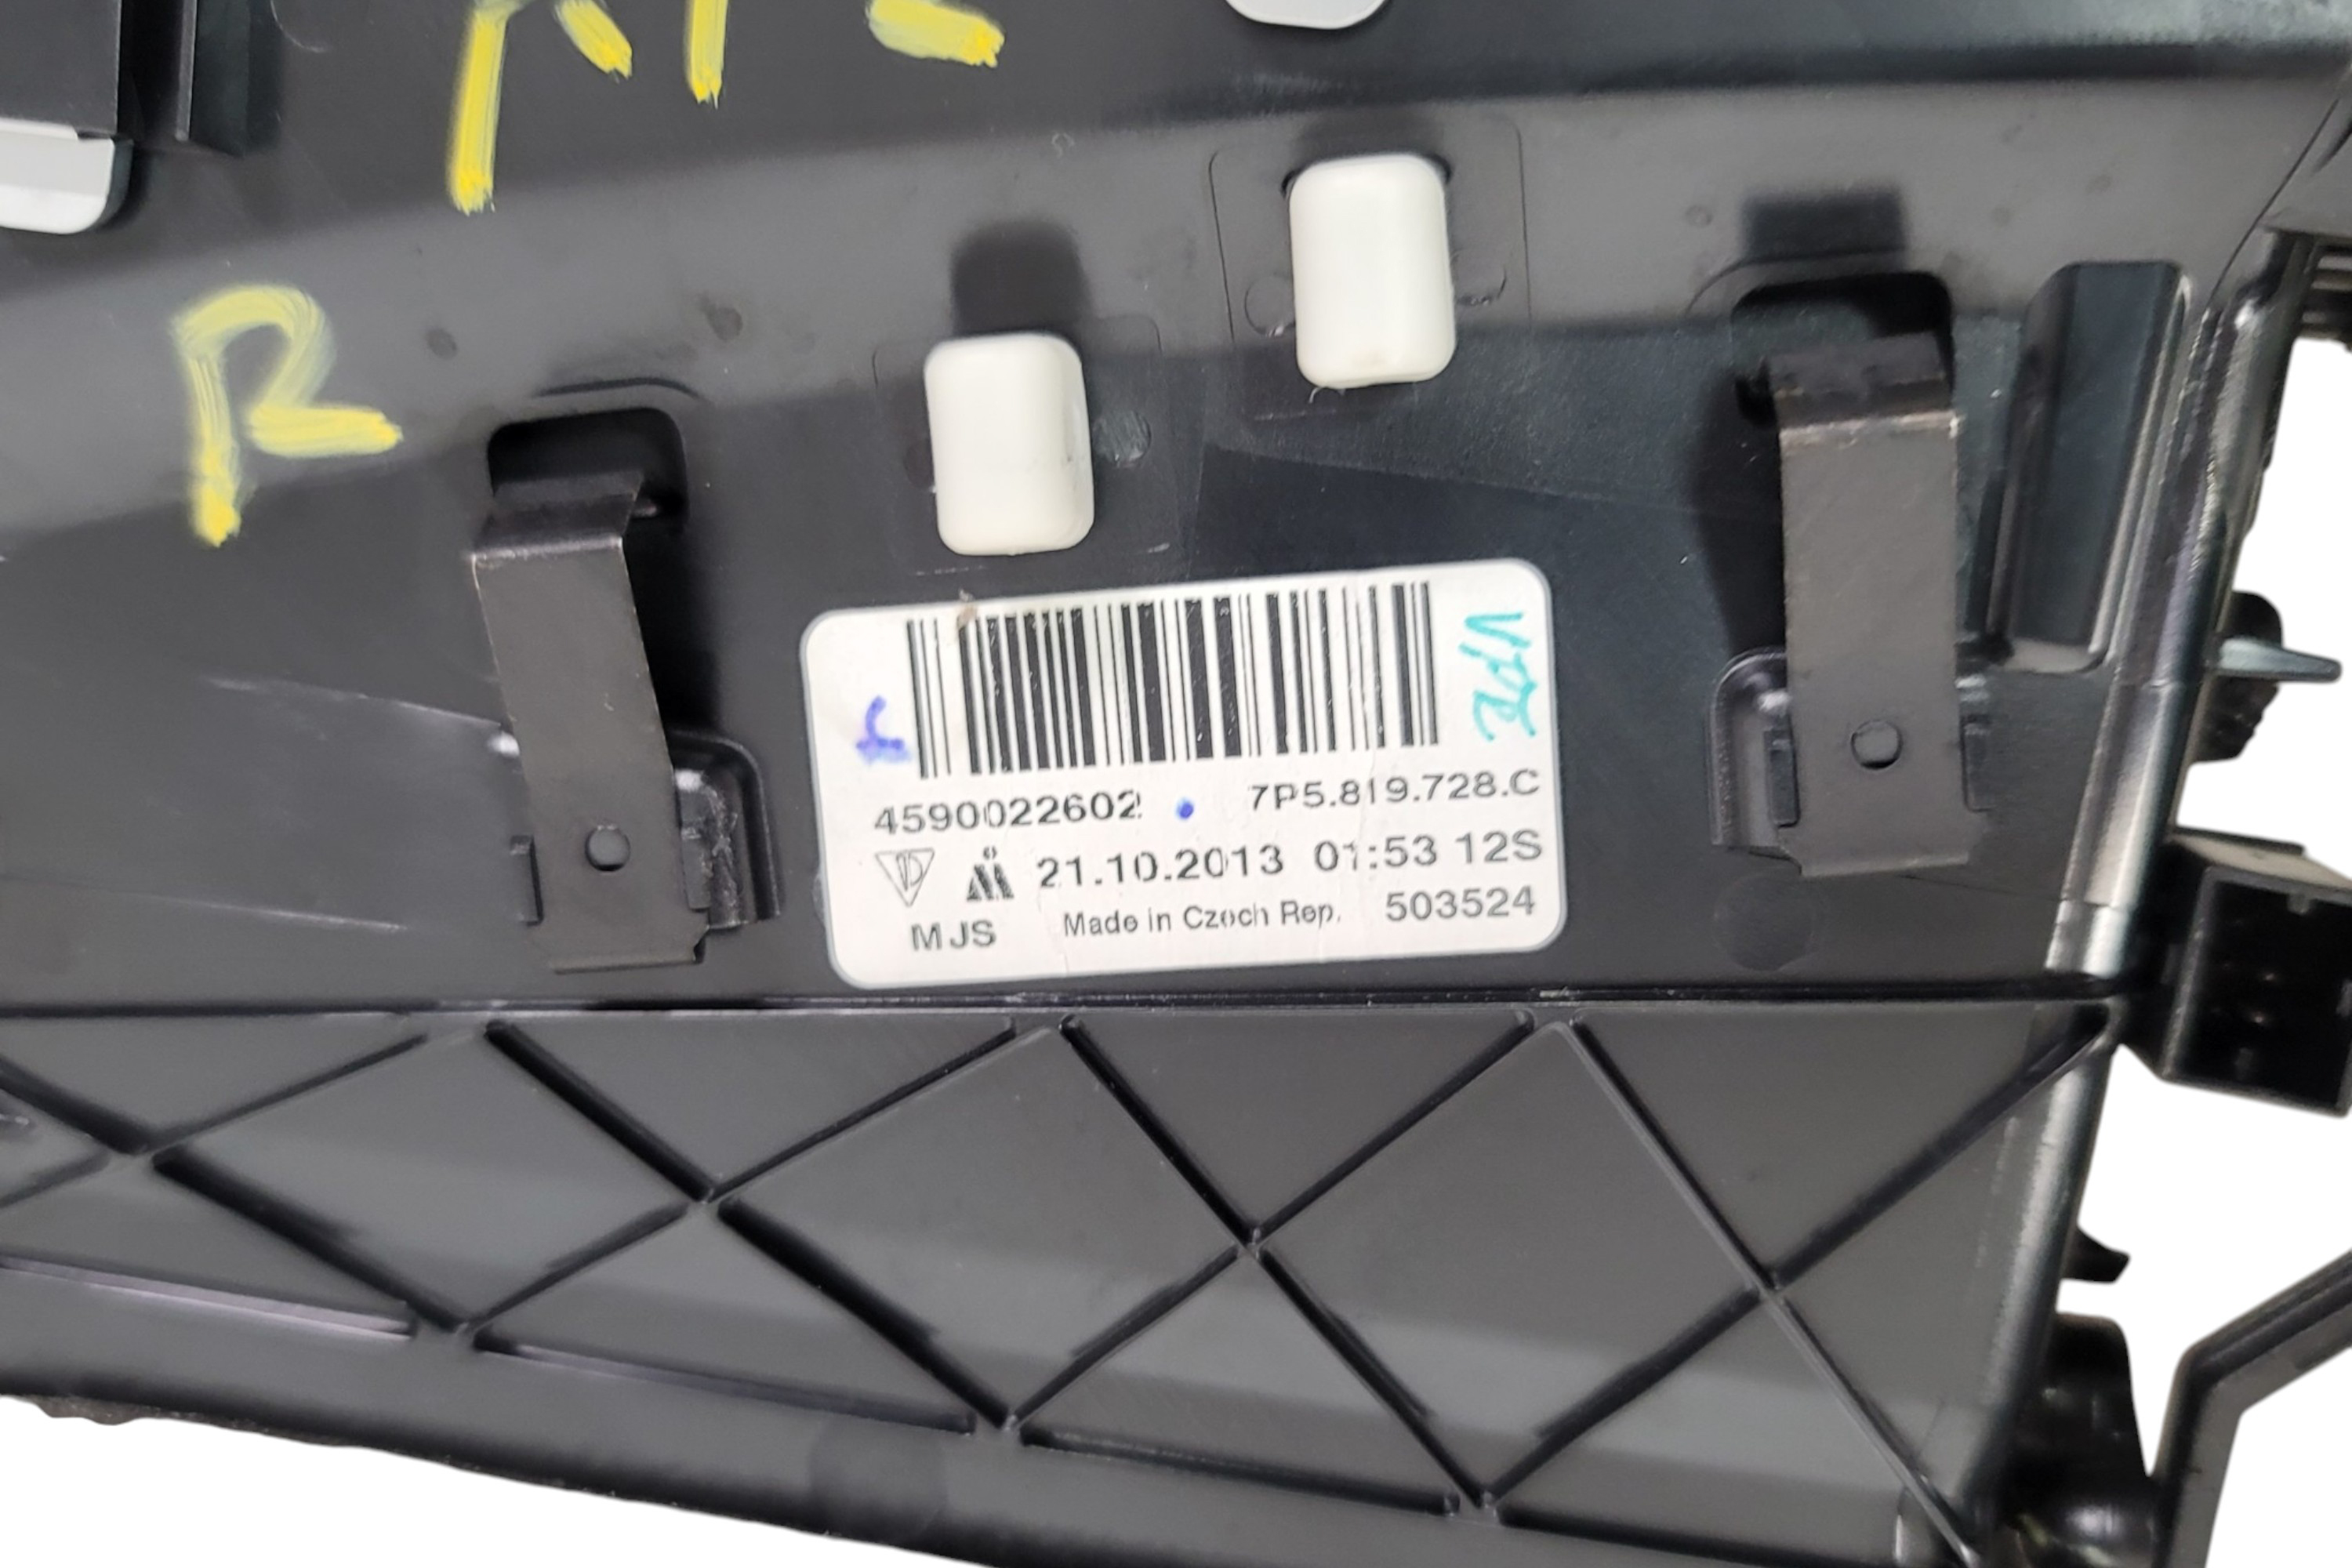 R
4590022602 7P5.819.728.C
21.10.2013 01:53 12S
MJS Made in Czech Rep. 503524